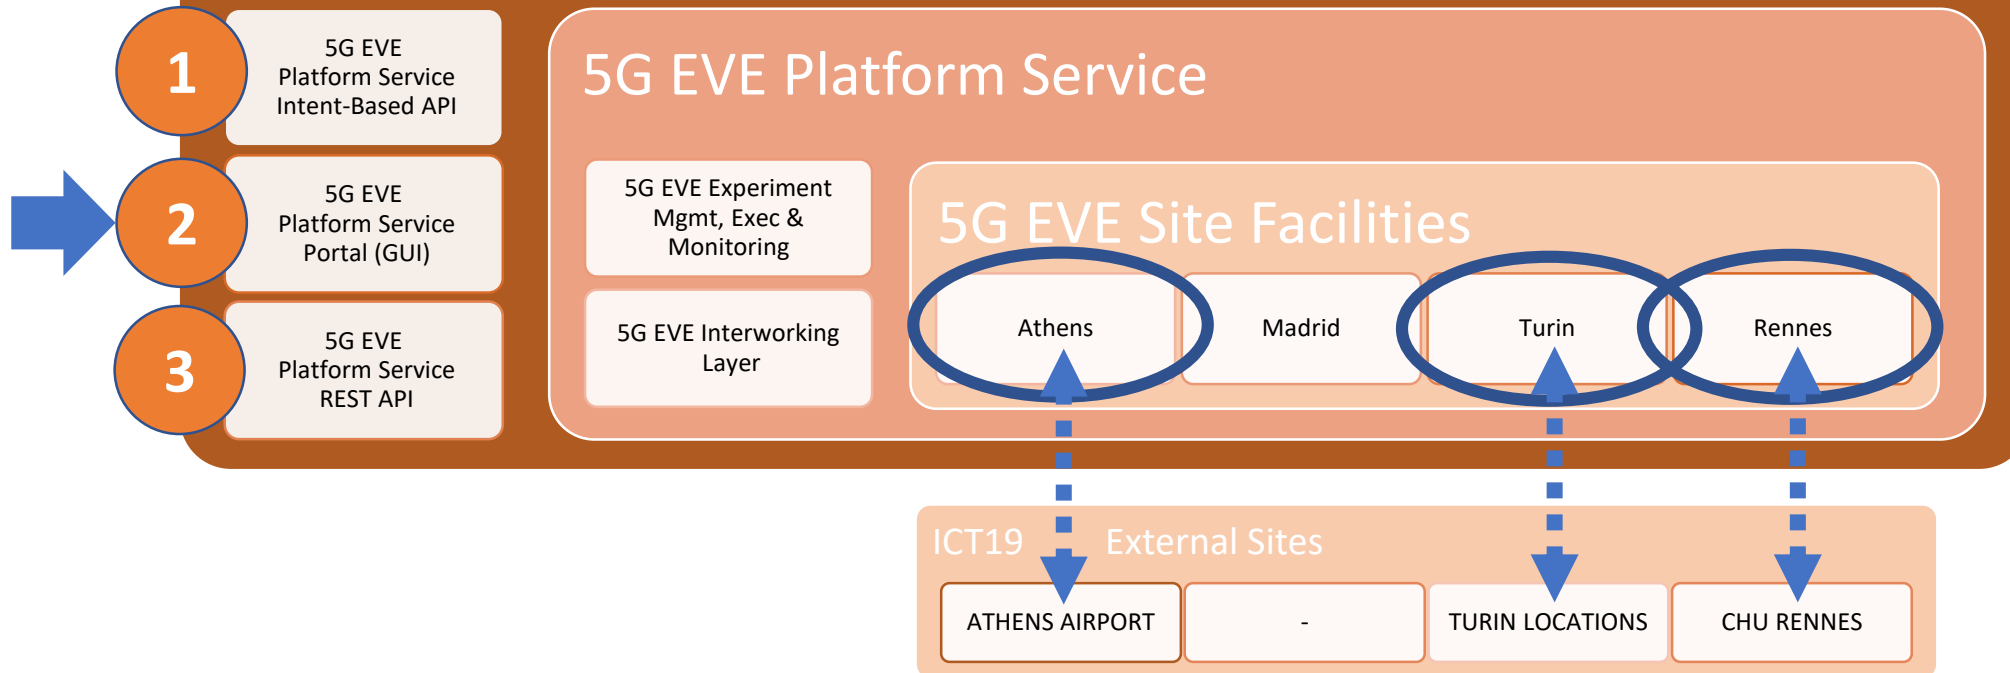 1
5G EVE
Platform Service
Intent-Based API
2
5G EVE
Platform Service
Portal (GUI)
3
5G EVE
Platform Service
REST API
5G EVE Platform Service
5G EVE Experiment
Mgmt, Exec &
Monitoring
5G EVE Interworking
Layer
5G EVE Site Facilities
Athens
Madrid
Turin
Rennes
ICT19 External Sites
ATHENS AIRPORT
-
TURIN LOCATIONS
CHU RENNES